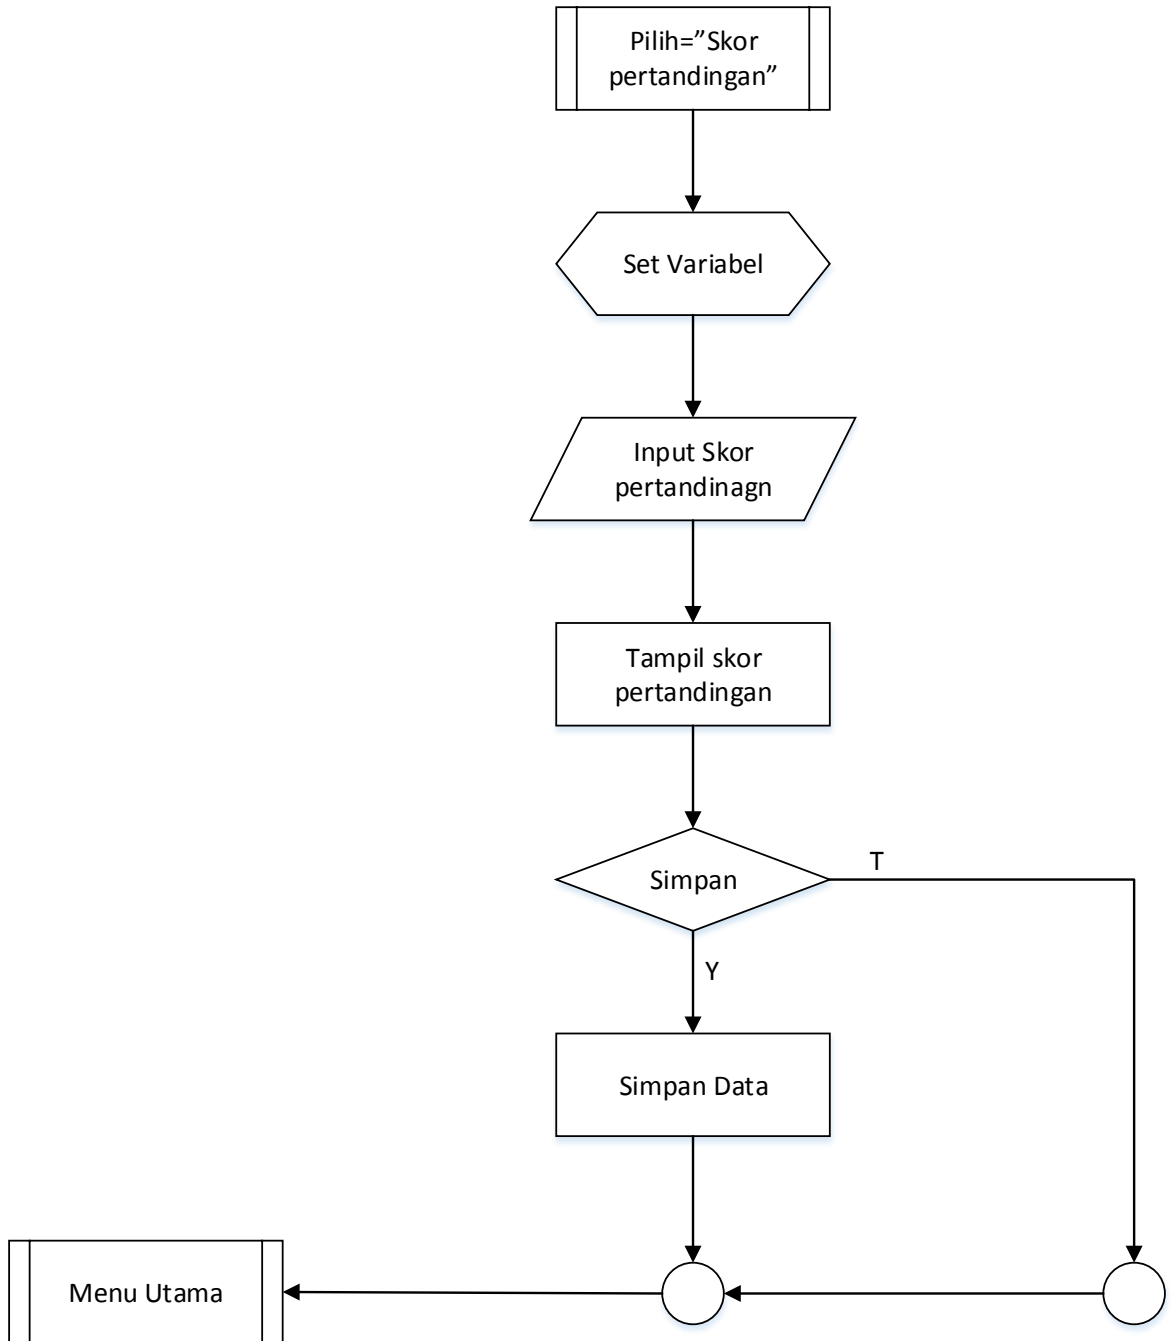 Pilih=”Skor
pertandingan”
Set Variabel
Input Skor
pertandinagn
Tampil skor
pertandingan
Simpan
T
Y
Simpan Data
Menu Utama